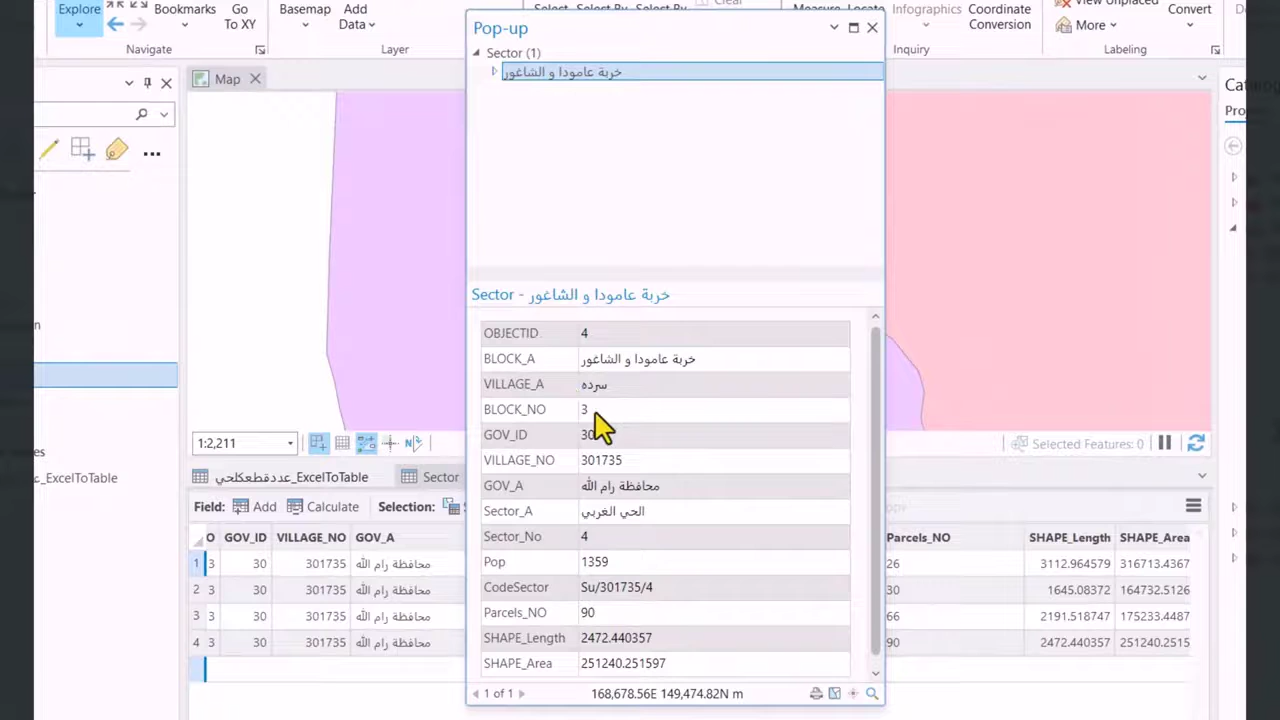 Explore
Bookmarks
Go
To XY
Navigate
Basemap
Add
Data
Layer
Clear
Infographics
Coordinate
Conversion
Inquiry
More
Convert
Labeling
Pop-up
Sector (1)
خربة عامودا و الشاغور
Map
Sector - خربة عامودا و الشاغور
OBJECTID 4
BLOCK_A خربة عامودا و الشاغور
VILLAGE_A سرده
BLOCK_NO 3
GOV_ID 30
VILLAGE_NO 301735
GOV_A محافظة رام الله
Sector_A الحي الغربي
Sector_No 4
Pop 1359
CodeSector Su/301735/4
Parcels_NO 90
SHAPE_Length 2472.440357
SHAPE_Area 251240.251597
1 of 1 168,678.56E 149,474.82N m
1:2,211
Selected Features: 0
_ExcelToTable
عددقطعكلحي_ExcelToTable
Sector
Field: Add Calculate Selection:
O GOV_ID VILLAGE_NO GOV_A Parcels_NO SHAPE_Length SHAPE_Area
1 3 30 301735 محافظة رام الله 26 3112.964579 316713.4367
2 3 30 301735 محافظة رام الله 30 1645.08372 164732.5126
3 3 30 301735 محافظة رام الله 66 2191.518747 175233.4487
4 3 30 301735 محافظة رام الله 90 2472.440357 251240.2515